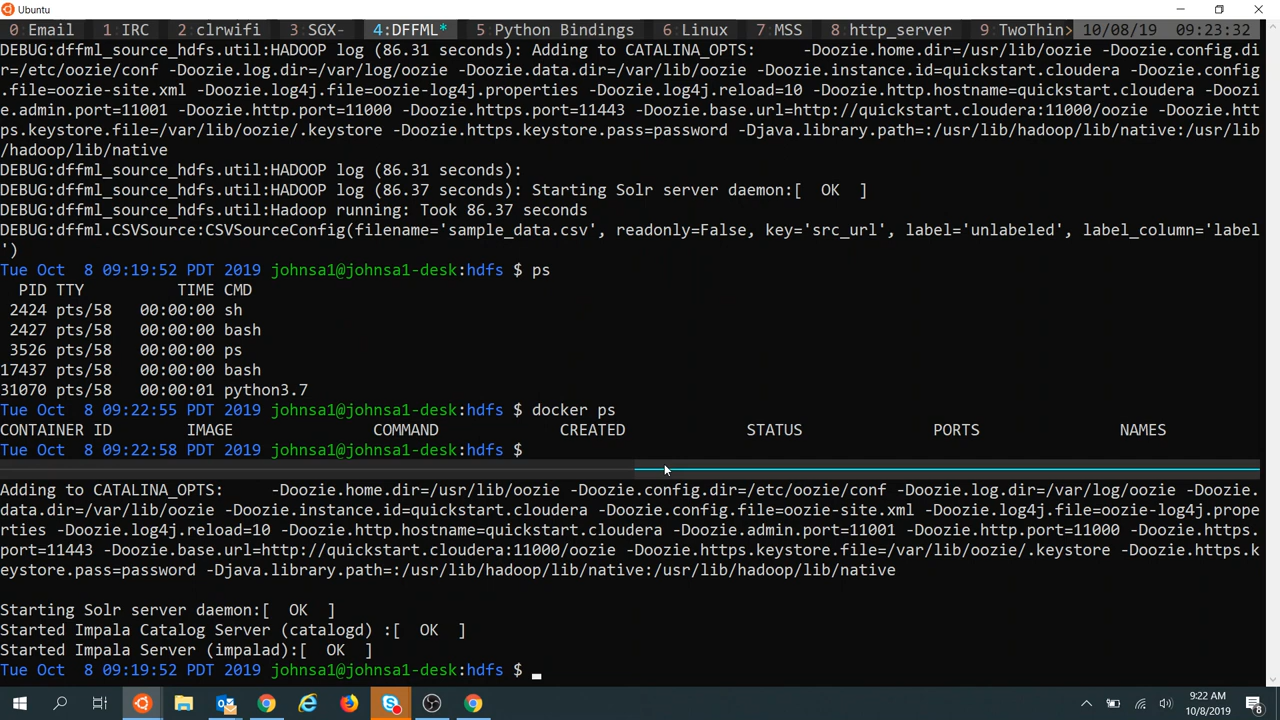 Ubuntu
0 Email 1 IRC 2 clrwifi 3 SGX- 4:DFFML* 5 Python Bindings 6 Linux 7 MSS 8 http_server 9 TwoThin> 10/08/19 09:23:32
DEBUG:dffml_source_hdfs.util:HADOOP log (86.31 seconds): Adding to CATALINA_OPTS:    -Doozie.home.dir=/usr/lib/oozie -Doozie.config.di
r=/etc/oozie/conf -Doozie.log.dir=/var/log/oozie -Doozie.data.dir=/var/lib/oozie -Doozie.instance.id=quickstart.cloudera -Doozie.config
.file=oozie-site.xml -Doozie.log4j.file=oozie-log4j.properties -Doozie.log4j.reload=10 -Doozie.http.hostname=quickstart.cloudera -Doozi
e.admin.port=11001 -Doozie.http.port=11000 -Doozie.https.port=11443 -Doozie.base.url=http://quickstart.cloudera:11000/oozie -Doozie.htt
ps.keystore.file=/var/lib/oozie/.keystore -Doozie.https.keystore.pass=password -Djava.library.path=:/usr/lib/hadoop/lib/native:/usr/lib
/hadoop/lib/native
DEBUG:dffml_source_hdfs.util:HADOOP log (86.31 seconds):
DEBUG:dffml_source_hdfs.util:HADOOP log (86.37 seconds): Starting Solr server daemon:[  OK  ]
DEBUG:dffml_source_hdfs.util:Hadoop running: Took 86.37 seconds
DEBUG:dffml.CSVSource:CSVSourceConfig(filename='sample_data.csv', readonly=False, key='src_url', label='unlabeled', label_column='label
')
Tue Oct  8 09:19:52 PDT 2019 johnsa1@johnsa1-desk:hdfs $ ps
PID TTY TIME CMD
2424 pts/58 00:00:00 sh
2427 pts/58 00:00:00 bash
3526 pts/58 00:00:00 ps
17437 pts/58 00:00:00 bash
31070 pts/58 00:00:01 python3.7
Tue Oct  8 09:22:55 PDT 2019 johnsa1@johnsa1-desk:hdfs $ docker ps
CONTAINER ID IMAGE COMMAND CREATED STATUS PORTS NAMES
Tue Oct  8 09:22:58 PDT 2019 johnsa1@johnsa1-desk:hdfs $
Adding to CATALINA_OPTS:    -Doozie.home.dir=/usr/lib/oozie -Doozie.config.dir=/etc/oozie/conf -Doozie.log.dir=/var/log/oozie -Doozie.
data.dir=/var/lib/oozie -Doozie.instance.id=quickstart.cloudera -Doozie.config.file=oozie-site.xml -Doozie.log4j.file=oozie-log4j.prope
rties -Doozie.log4j.reload=10 -Doozie.http.hostname=quickstart.cloudera -Doozie.admin.port=11001 -Doozie.http.port=11000 -Doozie.https.
port=11443 -Doozie.base.url=http://quickstart.cloudera:11000/oozie -Doozie.https.keystore.file=/var/lib/oozie/.keystore -Doozie.https.k
eystore.pass=password -Djava.library.path=:/usr/lib/hadoop/lib/native:/usr/lib/hadoop/lib/native
Starting Solr server daemon:[  OK  ]
Started Impala Catalog Server (catalogd) :[  OK  ]
Started Impala Server (impalad):[  OK  ]
Tue Oct  8 09:19:52 PDT 2019 johnsa1@johnsa1-desk:hdfs $
9:22 AM
10/8/2019
8